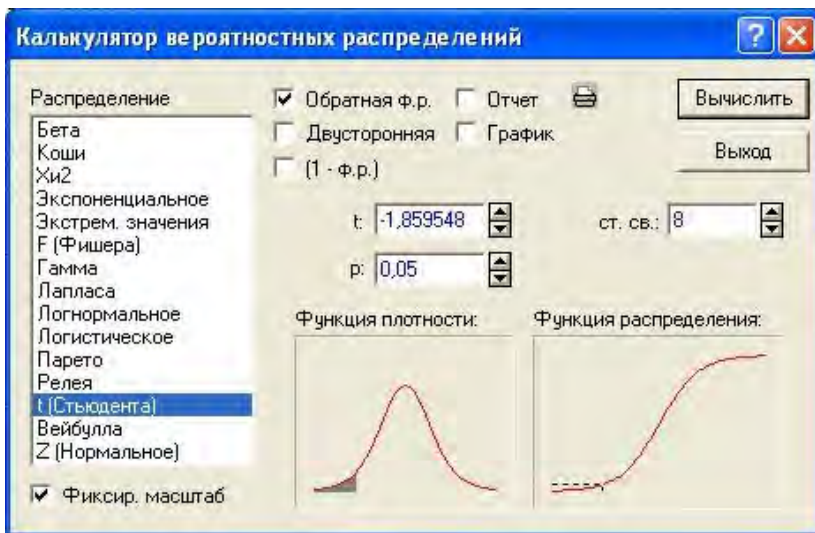 Калькулятор вероятностных распределений
Распределение
Бета
Коши
Хи2
Экспоненциальное
Экстрем. значения
F (Фишера)
Гамма
Лапласа
Логнормальное
Логистическое
Парето
Релея
t (Стьюдента)
Вейбулла
Z (Нормальное)
Фиксир. масштаб
Обратная ф.р.
Отчет
Двусторонняя
График
(1 - ф.р.)
Вычислить
Выход
t: -1,859548
ст. св.: 8
p: 0,05
Функция плотности:
Функция распределения: